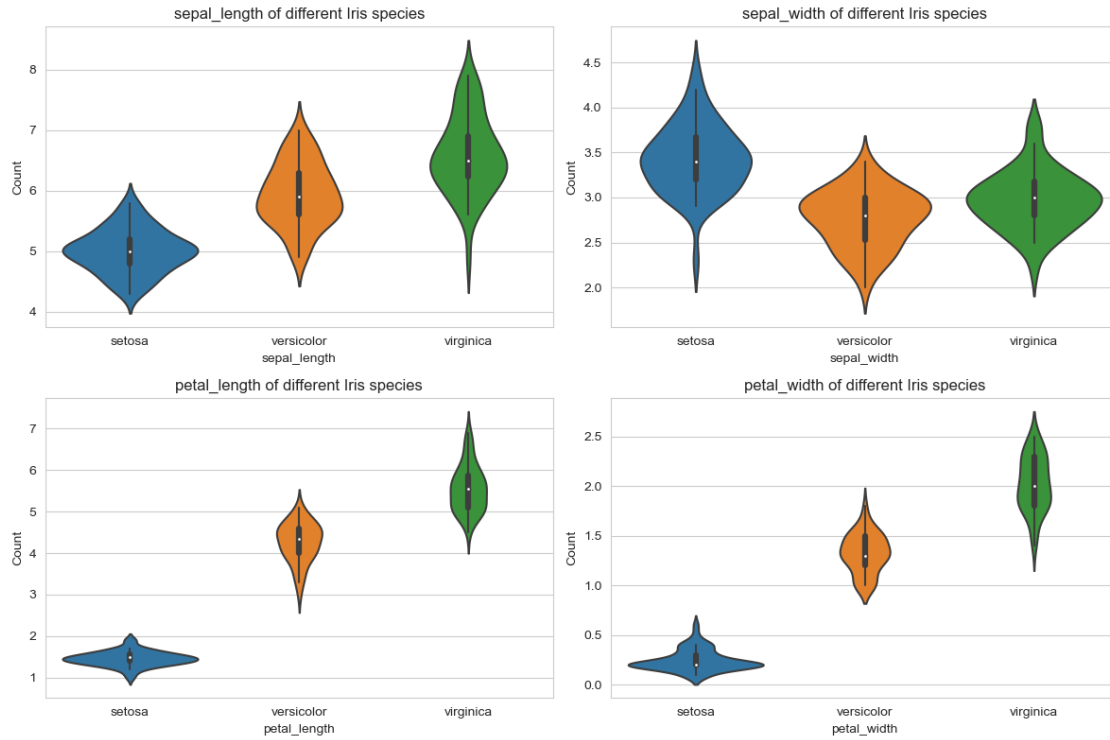 sepal_length of different Iris species
Count
8
7
6
5
4
setosa
versicolor
virginica
sepal_length
sepal_width of different Iris species
Count
4.5
4.0
3.5
3.0
2.5
2.0
setosa
versicolor
virginica
sepal_width
petal_length of different Iris species
Count
7
6
5
4
3
2
1
setosa
versicolor
virginica
petal_length
petal_width of different Iris species
Count
2.5
2.0
1.5
1.0
0.5
0.0
setosa
versicolor
virginica
petal_width